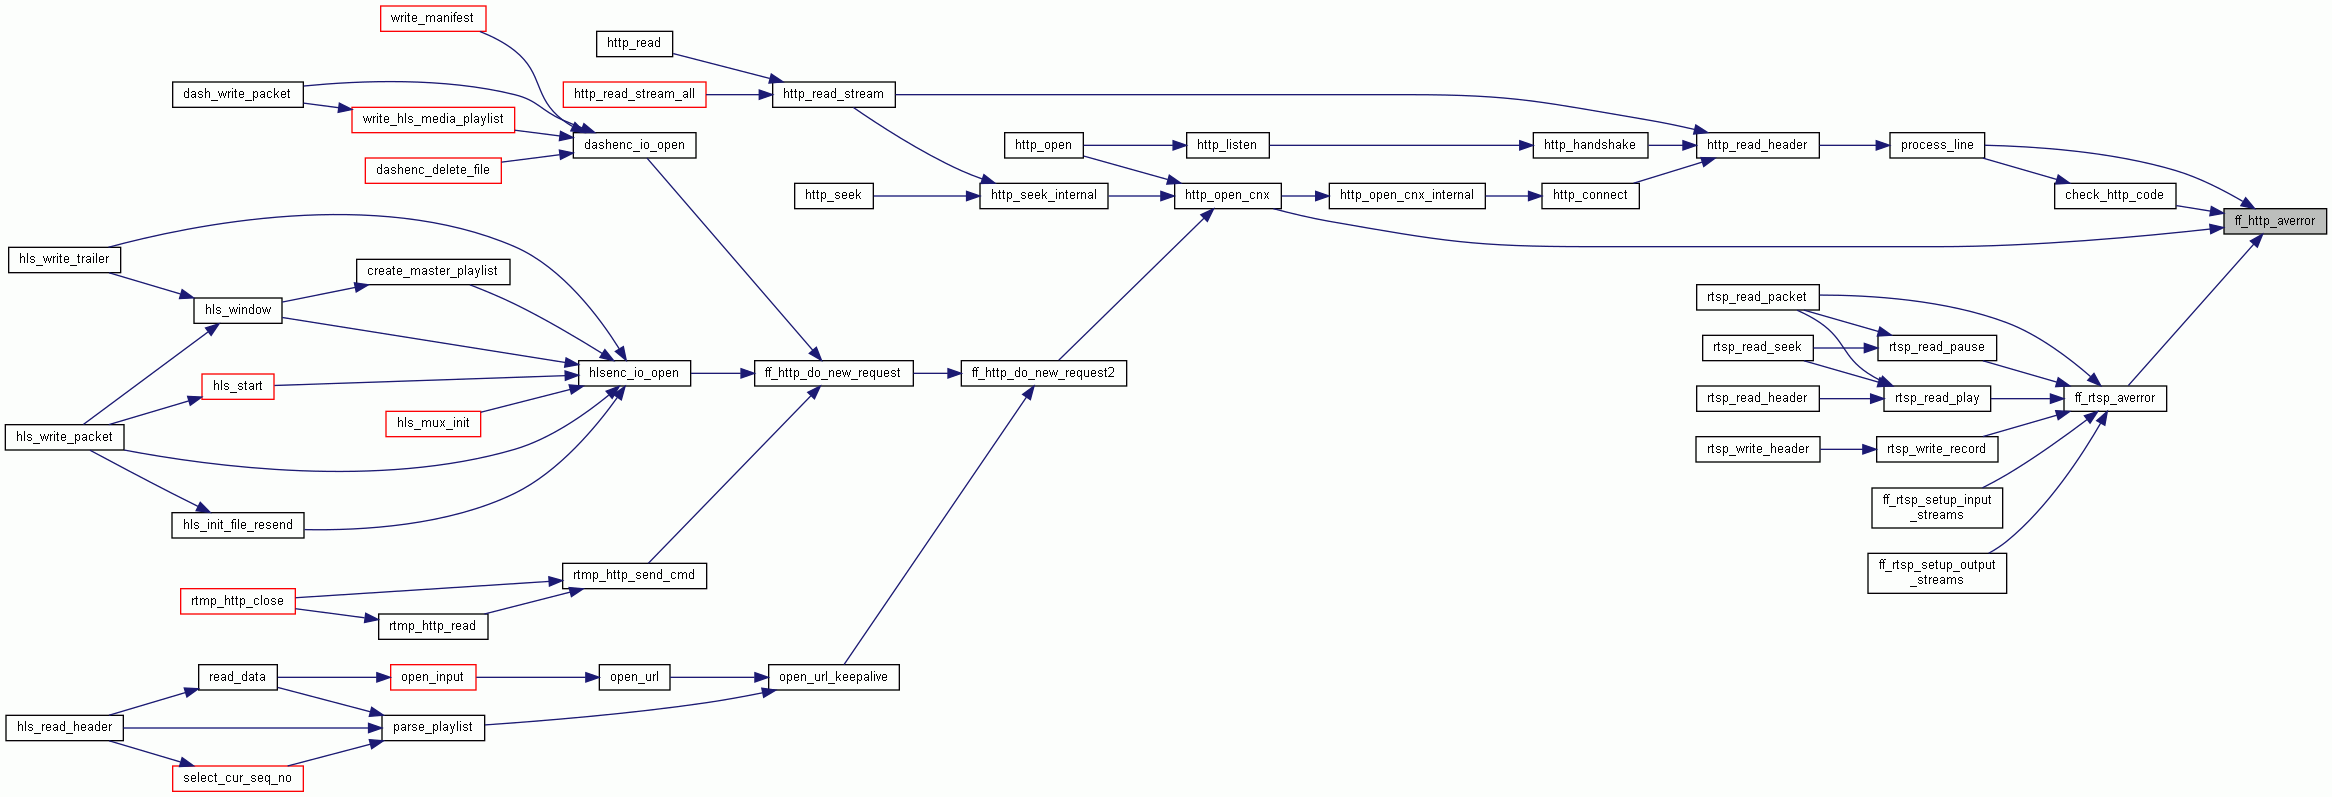 write_manifest
http_read
dash_write_packet
http_read_stream_all
http_read_stream
write_hls_media_playlist
dashenc_io_open
http_open
http_listen
http_handshake
http_read_header
process_line
dashenc_delete_file
http_seek
http_seek_internal
http_open_cnx
http_open_cnx_internal
http_connect
check_http_code
ff_http_averror
hls_write_trailer
create_master_playlist
hls_window
rtsp_read_packet
rtsp_read_seek
rtsp_read_pause
hlsenc_io_open
ff_http_do_new_request
ff_http_do_new_request2
hls_start
rtsp_read_header
rtsp_read_play
ff_rtsp_averror
hls_mux_init
hls_write_packet
rtsp_write_header
rtsp_write_record
ff_rtsp_setup_input
_streams
hls_init_file_resend
ff_rtsp_setup_output
_streams
rtmp_http_send_cmd
rtmp_http_close
rtmp_http_read
read_data
open_input
open_url
open_url_keepalive
hls_read_header
parse_playlist
select_cur_seq_no